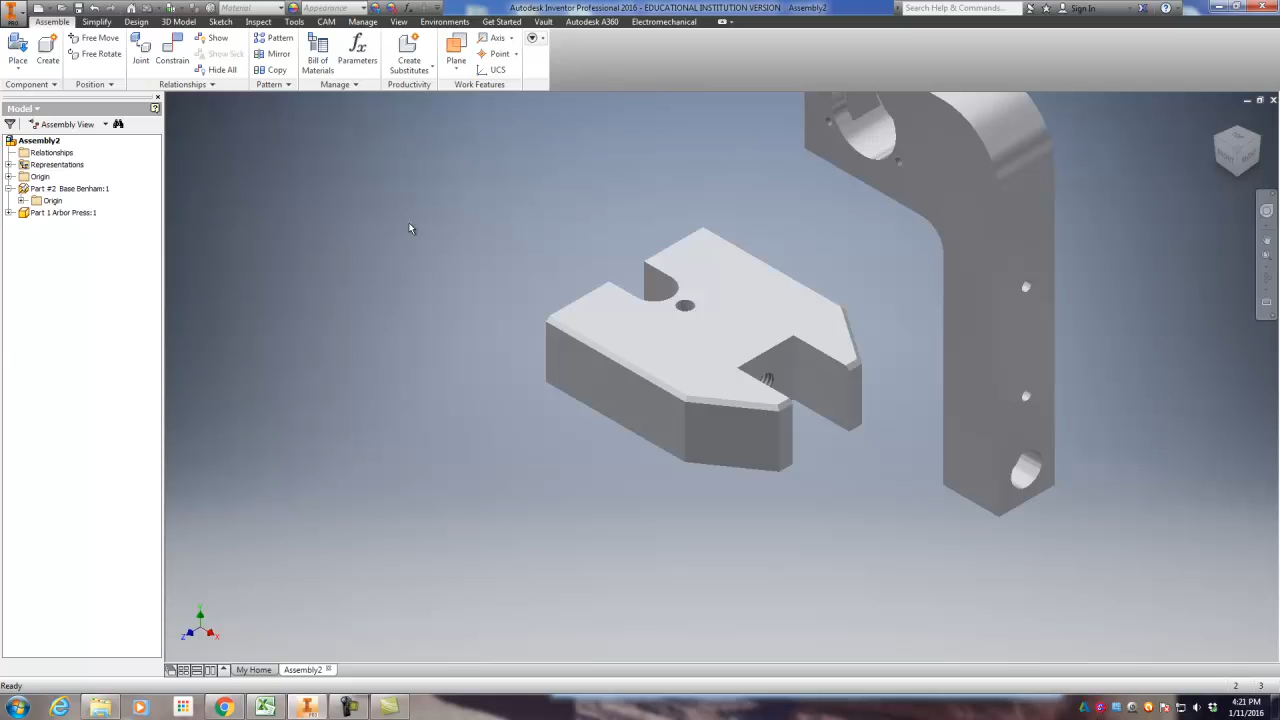 Autodesk Inventor Professional 2016 - EDUCATIONAL INSTITUTION VERSION Assembly2
Material
Appearance
Search Help & Commands...
Sign In
PRO
Assemble Simplify Design 3D Model Sketch Inspect Tools CAM Manage View Environments Get Started Vault Autodesk A360 Electromechanical
Free Move
Free Rotate
Show
Show Sick
Hide All
Pattern
Mirror
Copy
Axis
Point
UCS
Place Create Joint Constrain Bill of Materials Parameters Create Substitutes Plane
Component Position Relationships Pattern Manage Productivity Work Features
Model
Assembly View
Assembly2
Relationships
Representations
Origin
Part #2 Base Benham:1
Origin
Part 1 Arbor Press:1
TOP
FRONT
RIGHT
Y
Z
X
My Home Assembly2
Ready
2 3
4:21 PM
1/11/2016